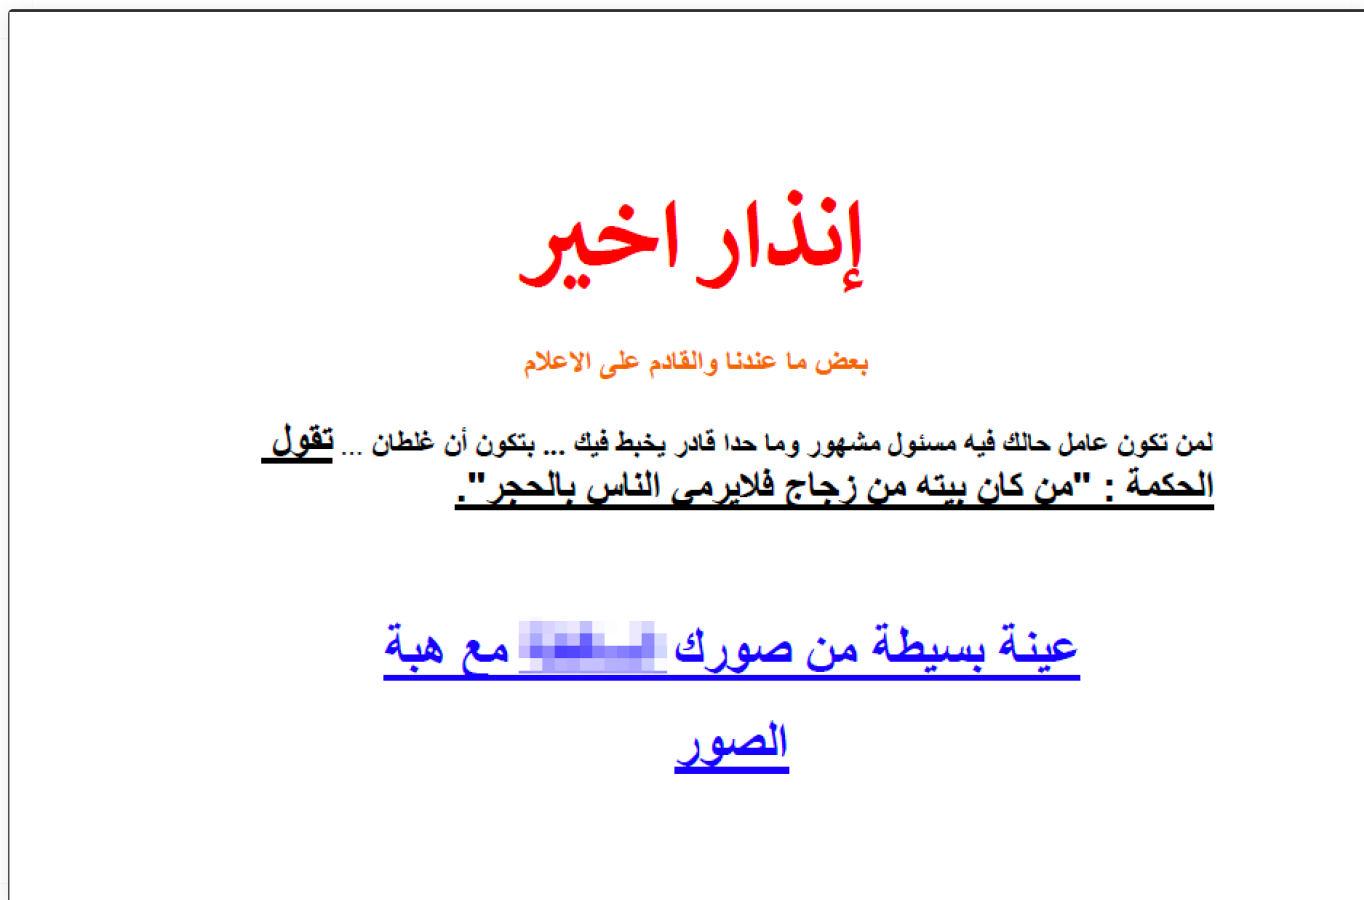 إنذار اخير
بعض ما عندنا والقادم على الاعلام
لمن تكون عامل حالك فيه مسئول مشهور وما حدا قادر يخبط فيك ... بتكون أن غلطان ... تقول
الحكمة : "من كان بيته من زجاج فلايرمي الناس بالحجر".
عينة بسيطة من صورك مع هبة
الصور